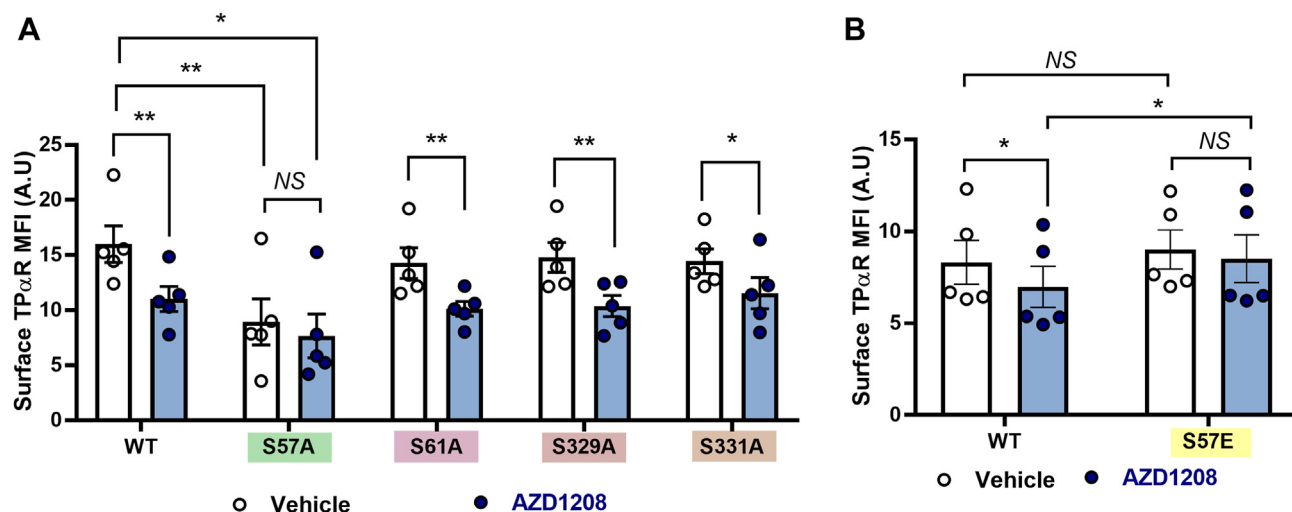 A
B
*
**
**
NS
**
**
*
Surface TPαR MFI (A.U)
25
20
15
10
5
0
WT
S57A
S61A
S329A
S331A
Vehicle
AZD1208
NS
*
*
NS
Surface TPαR MFI (A.U)
15
10
5
0
WT
S57E
Vehicle
AZD1208